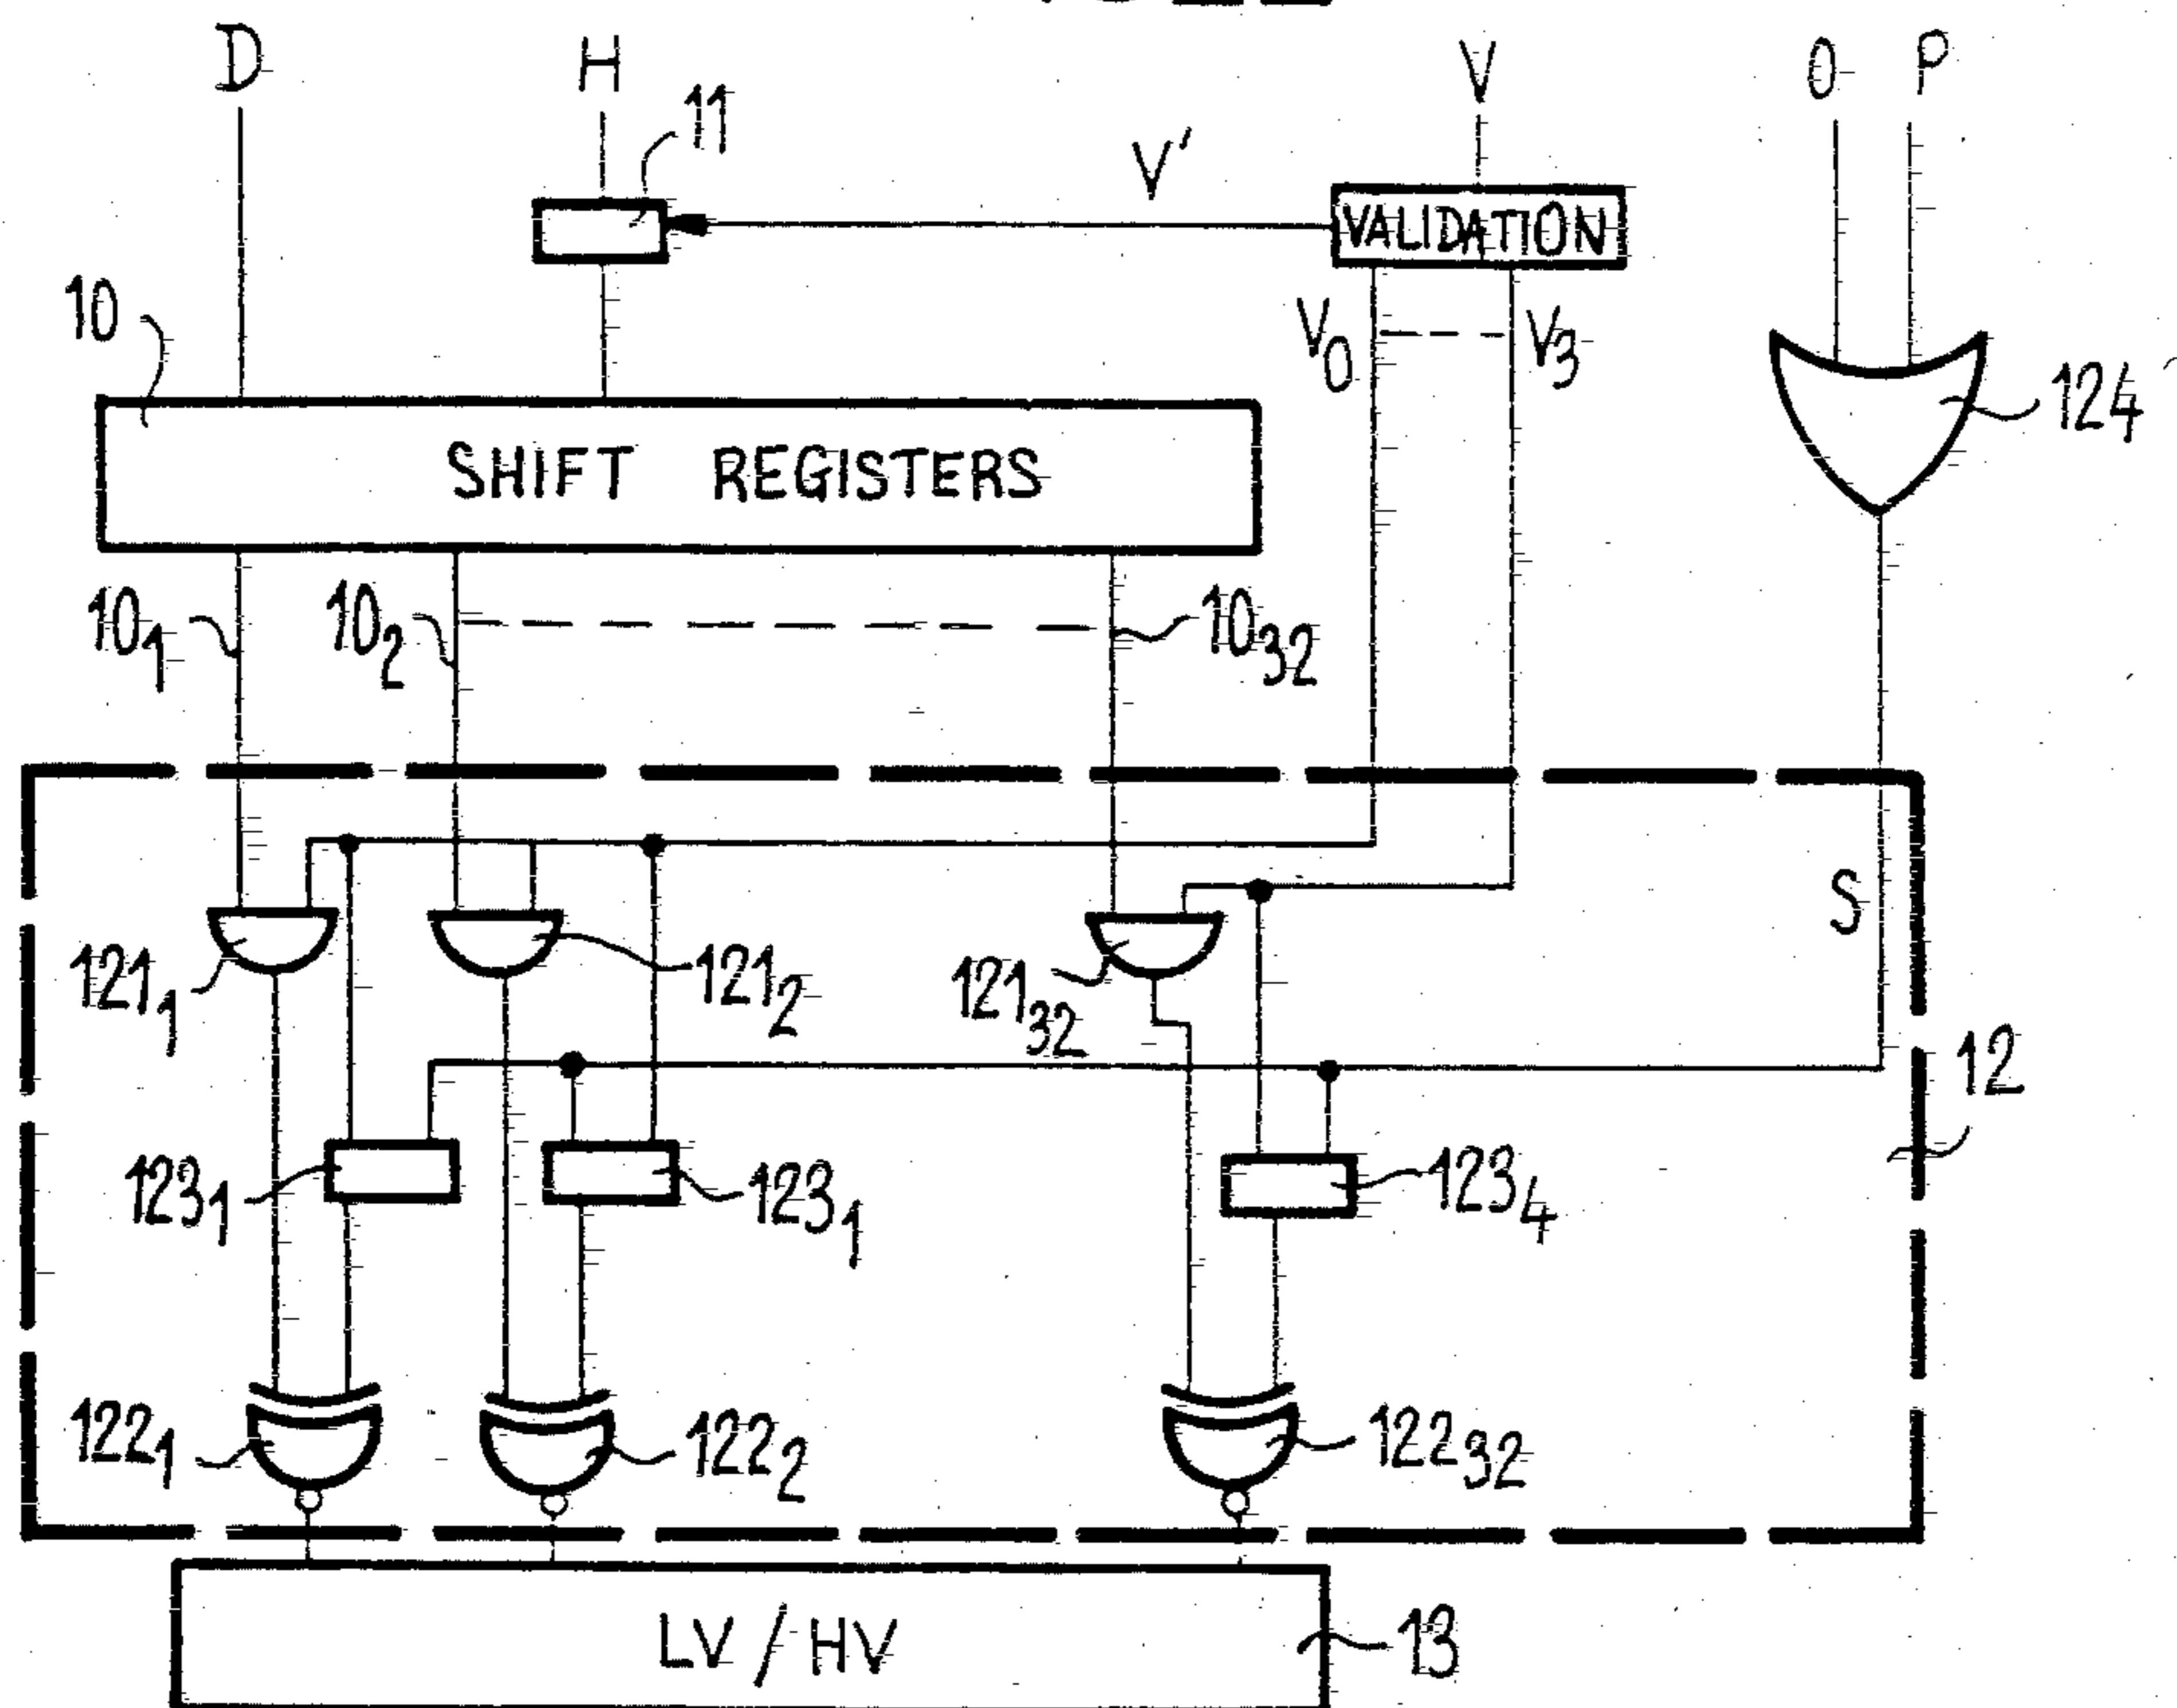 D H V O P
11 V'
VALIDATION
10 V0 V3
124
SHIFT REGISTERS
101 102 1032
S
1211 1212 12132
12
1231 1231 1234
1221 1222 12232
LV / HV 13